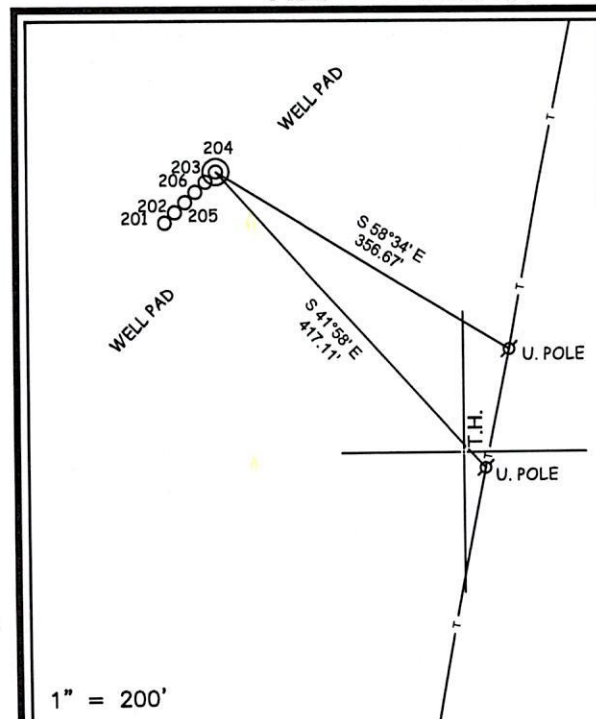 WELL PAD
T
204
203
206
202
201
205
S 58°34' E
356.67'
T
WELL PAD
S 41°58' E
417.11'
U. POLE
T.H.
T
U. POLE
T
1" = 200'